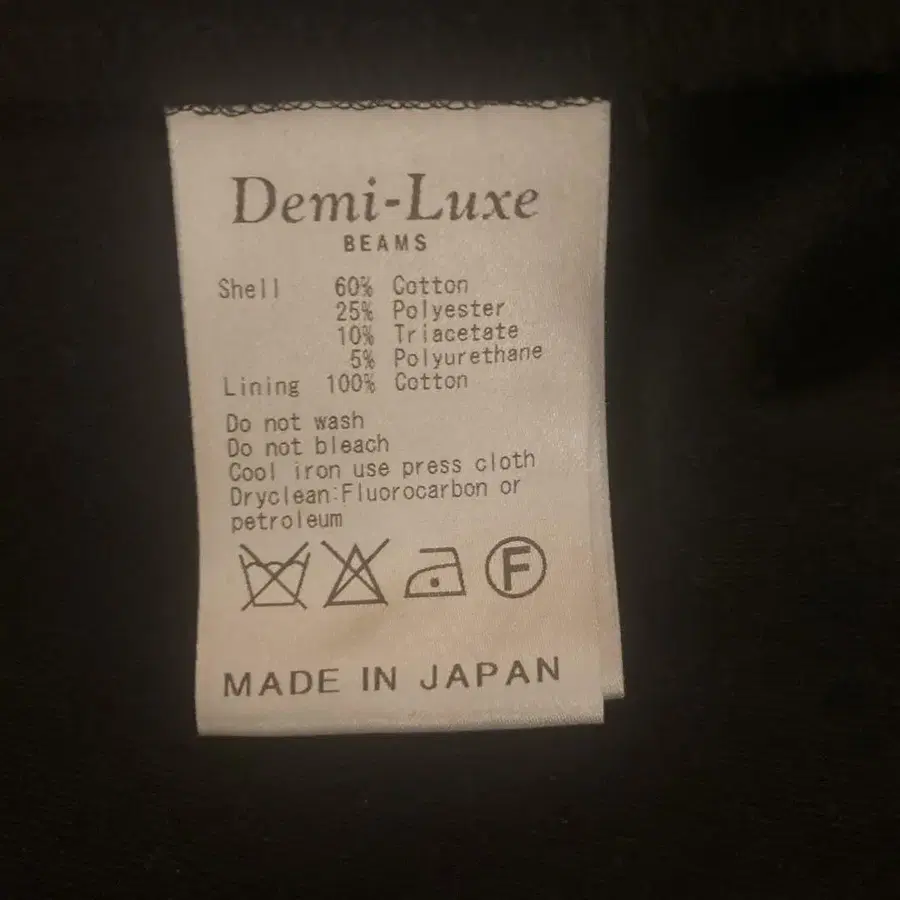 Demi-Luxe
BEAMS
Shell 60% Cotton
25% Polyester
10% Triacetate
5% Polyurethane
Lining 100% Cotton
Do not wash
Do not bleach
Cool iron use press cloth
Dryclean:Fluorocarbon or
petroleum
F
MADE IN JAPAN